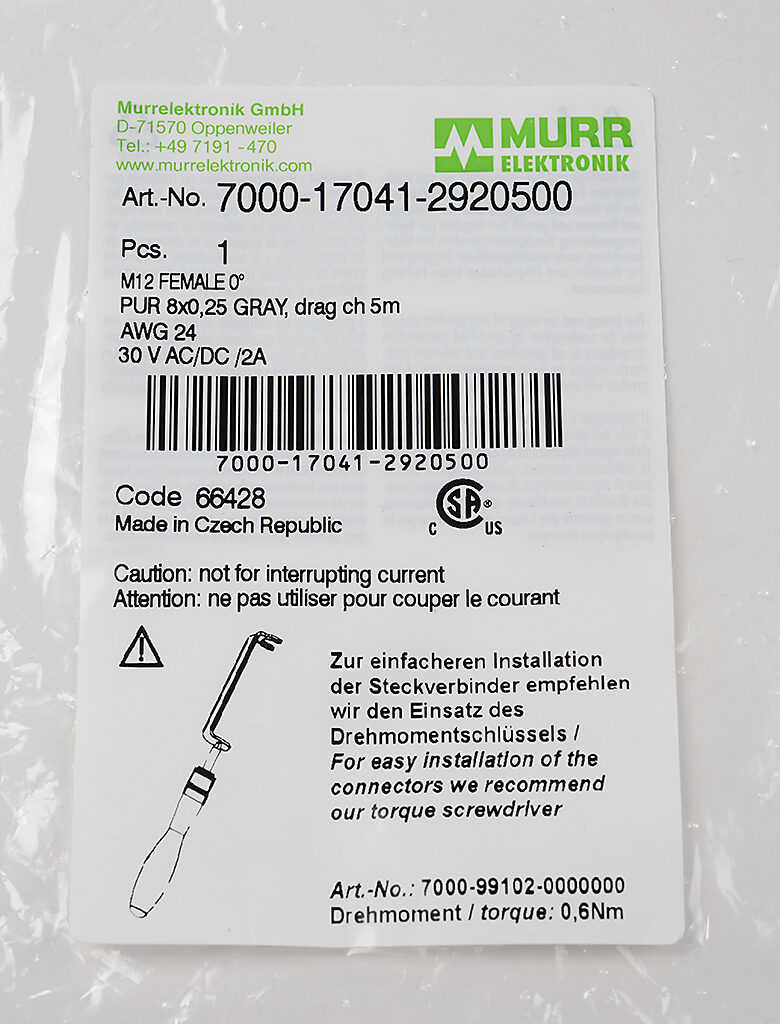 Murrelektronik GmbH
D-71570 Oppenweiler
Tel.: +49 7191 -470
www.murrelektronik.com
MURR
ELEKTRONIK
Art.-No. 7000-17041-2920500
Pcs. 1
M12 FEMALE 0°
PUR 8x0,25 GRAY, drag ch 5m
AWG 24
30 V AC/DC /2A
7000-17041-2920500
Code 66428
Made in Czech Republic
C SA ® US
Caution: not for interrupting current
Attention: ne pas utiliser pour couper le courant
Zur einfacheren Installation
der Steckverbinder empfehlen
wir den Einsatz des
Drehmomentschlüssels /
For easy installation of the
connectors we recommend
our torque screwdriver
Art.-No.: 7000-99102-0000000
Drehmoment / torque: 0,6Nm